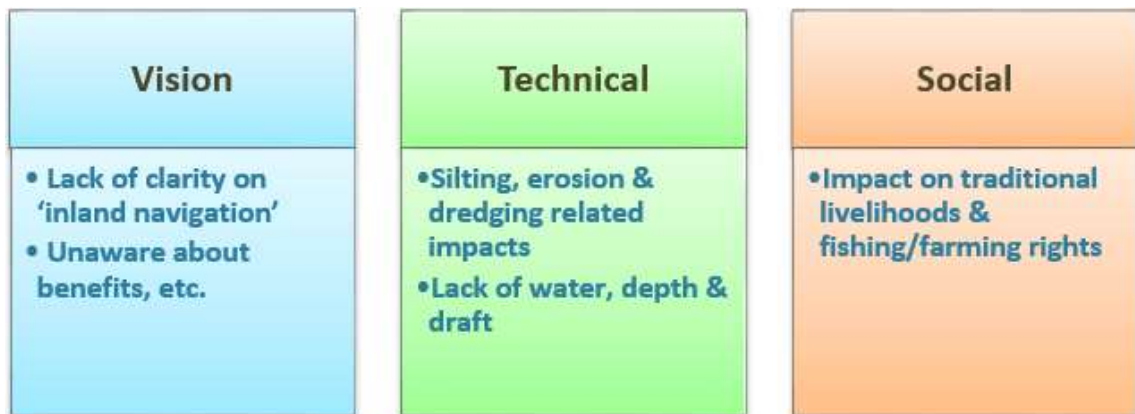 Vision
• Lack of clarity on
‘inland navigation’
• Unaware about
benefits, etc.
Technical
•Silting, erosion &
dredging related
impacts
•Lack of water, depth &
draft
Social
•Impact on traditional
livelihoods &
fishing/farming rights